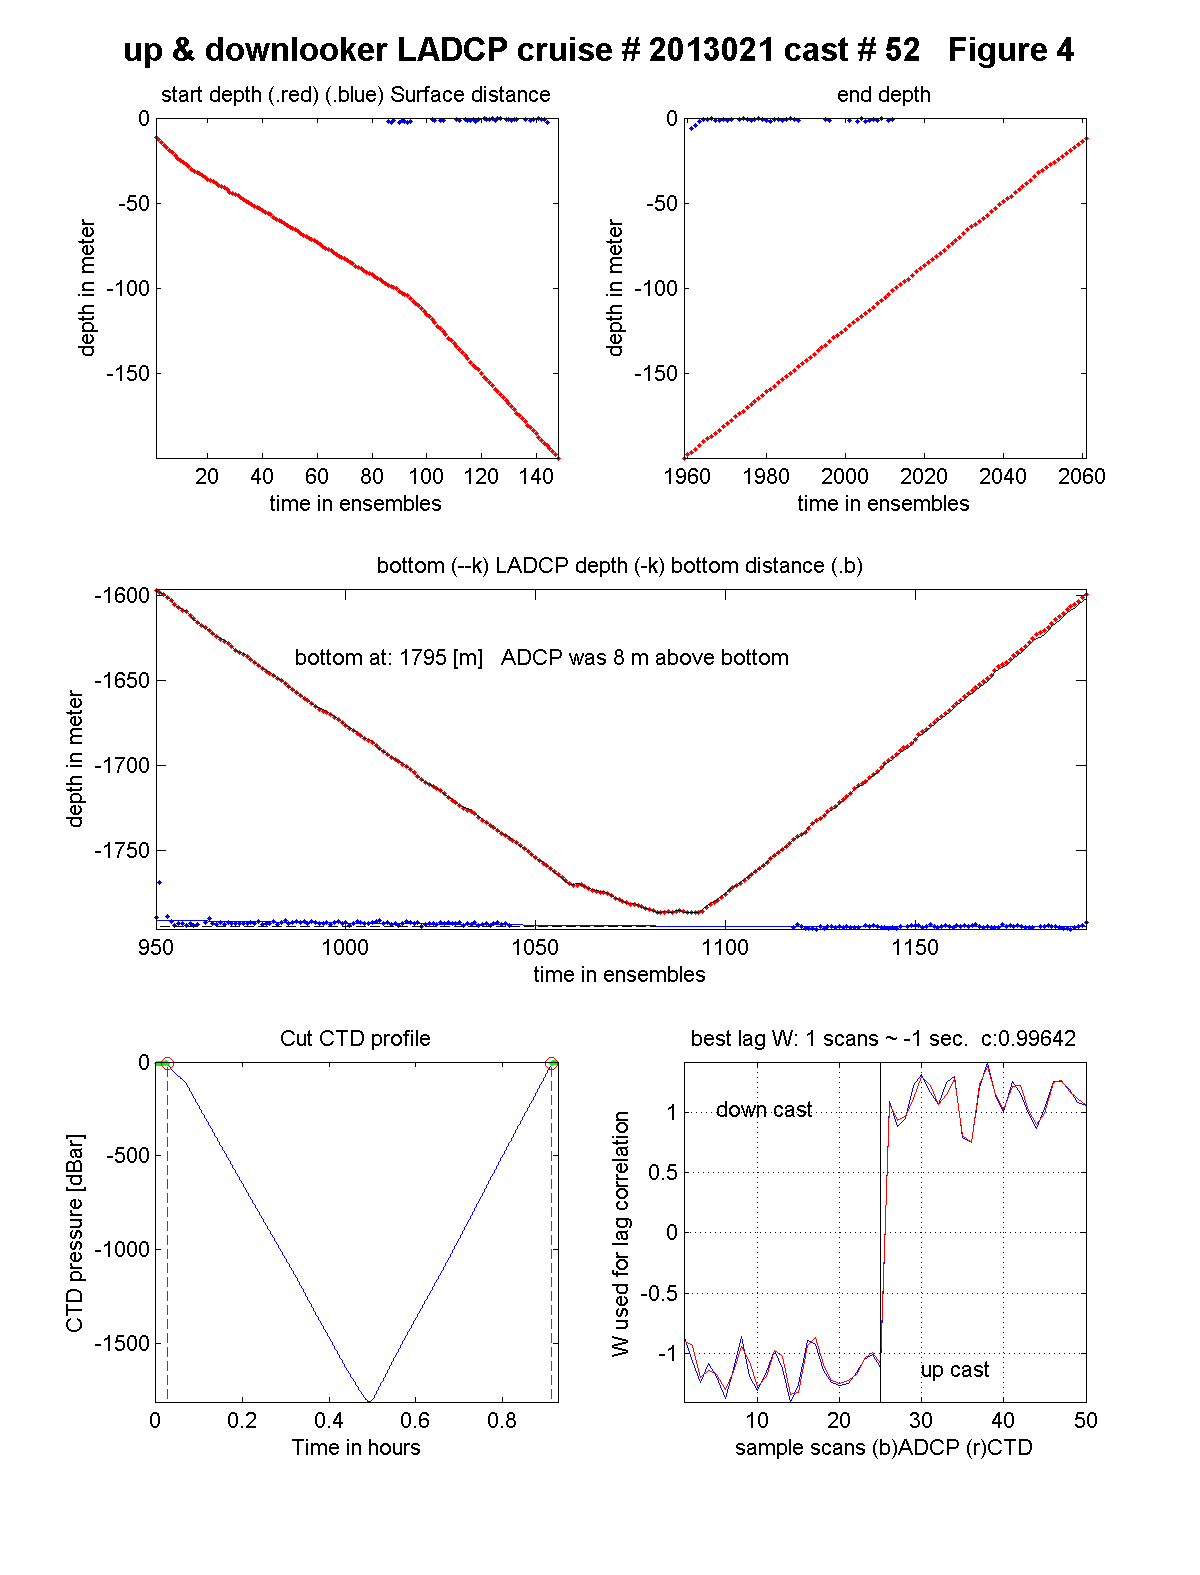 up & downlooker LADCP cruise # 2013021 cast # 52   Figure 4
start depth (.red) (.blue) Surface distance
0
-50
-100
-150
depth in meter
20 40 60 80 100 120 140
time in ensembles
end depth
0
-50
-100
-150
depth in meter
1960 1980 2000 2020 2040 2060
time in ensembles
bottom (--k) LADCP depth (-k) bottom distance (.b)
-1600
-1650
-1700
-1750
depth in meter
bottom at: 1795 [m]   ADCP was 8 m above bottom
950 1000 1050 1100 1150
time in ensembles
Cut CTD profile
0
-500
-1000
-1500
CTD pressure [dBar]
0 0.2 0.4 0.6 0.8
Time in hours
best lag W: 1 scans ~ -1 sec.  c:0.99642
1
0.5
0
-0.5
-1
W used for lag correlation
down cast
up cast
10 20 30 40 50
sample scans (b)ADCP (r)CTD